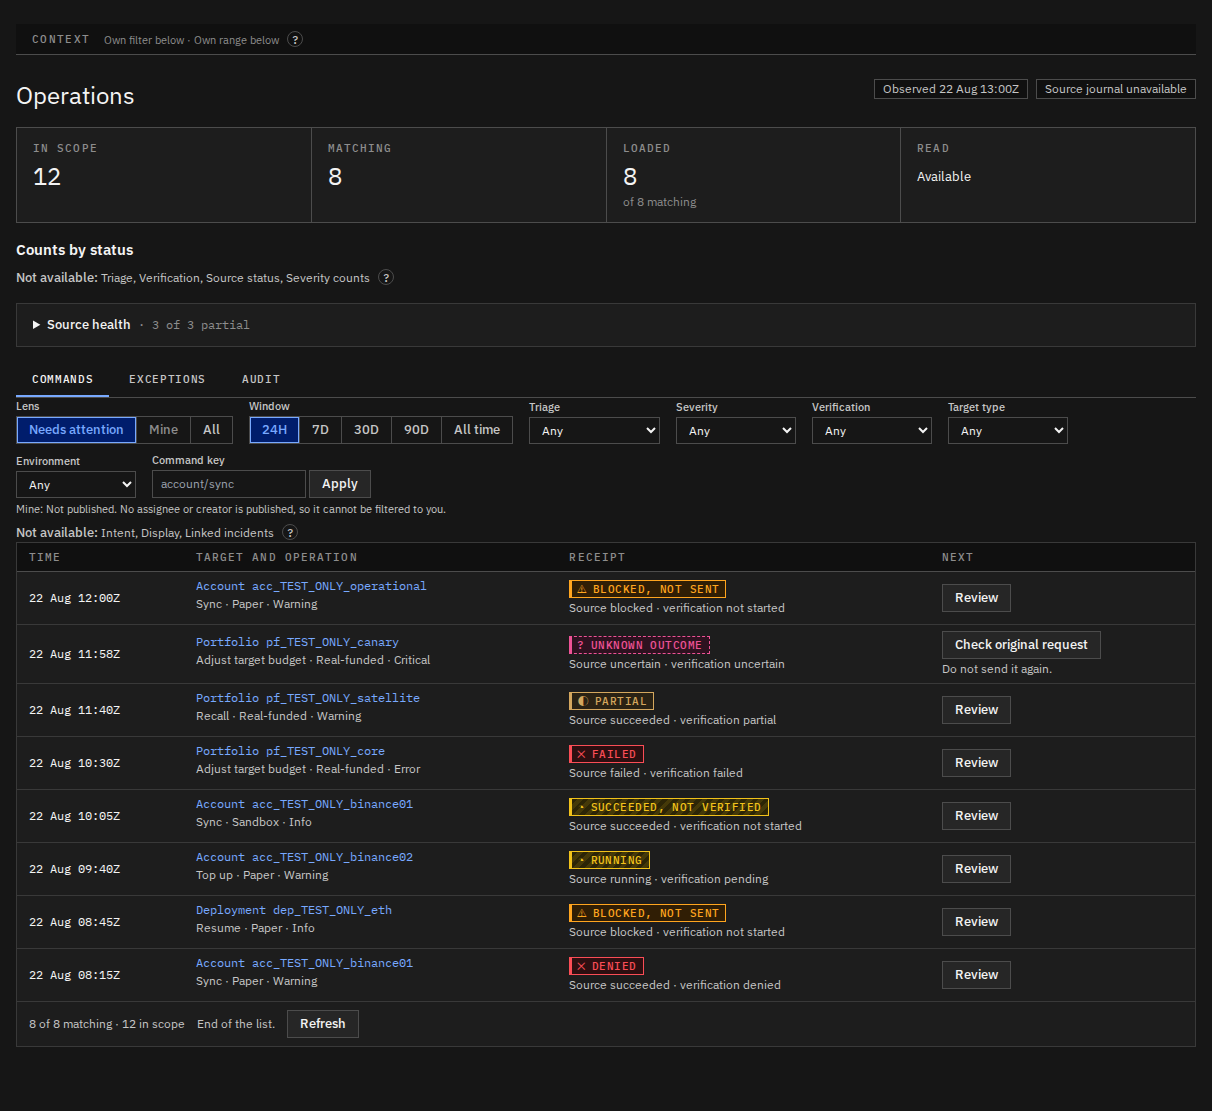 CONTEXT Own filter below · Own range below ?
Operations
Observed 22 Aug 13:00Z Source journal unavailable
IN SCOPE MATCHING LOADED READ
12 8 8 Available
of 8 matching
Counts by status
Not available: Triage, Verification, Source status, Severity counts ?
▶ Source health · 3 of 3 partial
COMMANDS EXCEPTIONS AUDIT
Lens Window Triage Severity Verification Target type
Needs attention Mine All 24H 7D 30D 90D All time Any Any Any Any
Environment Command key
Any account/sync Apply
Mine: Not published. No assignee or creator is published, so it cannot be filtered to you.
Not available: Intent, Display, Linked incidents ?
TIME TARGET AND OPERATION RECEIPT NEXT
22 Aug 12:00Z Account acc_TEST_ONLY_operational ⚠ BLOCKED, NOT SENT Review
Sync · Paper · Warning Source blocked · verification not started
22 Aug 11:58Z Portfolio pf_TEST_ONLY_canary ? UNKNOWN OUTCOME Check original request
Adjust target budget · Real-funded · Critical Source uncertain · verification uncertain Do not send it again.
22 Aug 11:40Z Portfolio pf_TEST_ONLY_satellite ◐ PARTIAL Review
Recall · Real-funded · Warning Source succeeded · verification partial
22 Aug 10:30Z Portfolio pf_TEST_ONLY_core ✕ FAILED Review
Adjust target budget · Real-funded · Error Source failed · verification failed
22 Aug 10:05Z Account acc_TEST_ONLY_binance01 · SUCCEEDED, NOT VERIFIED Review
Sync · Sandbox · Info Source succeeded · verification not started
22 Aug 09:40Z Account acc_TEST_ONLY_binance02 · RUNNING Review
Top up · Paper · Warning Source running · verification pending
22 Aug 08:45Z Deployment dep_TEST_ONLY_eth ⚠ BLOCKED, NOT SENT Review
Resume · Paper · Info Source blocked · verification not started
22 Aug 08:15Z Account acc_TEST_ONLY_binance01 ✕ DENIED Review
Sync · Paper · Warning Source succeeded · verification denied
8 of 8 matching · 12 in scope End of the list. Refresh